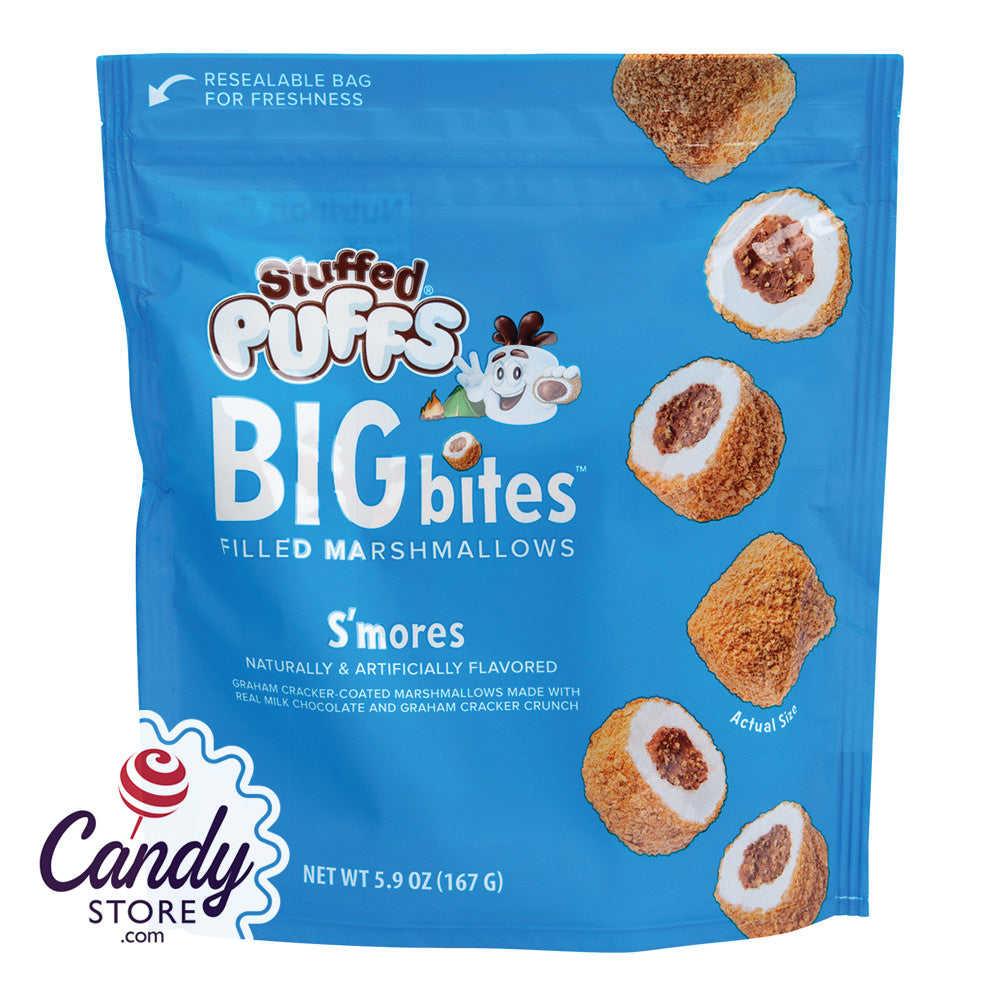 RESEALABLE BAG
FOR FRESHNESS
Stuffed®
PUFFS
BIG bites™
FILLED MARSHMALLOWS
S'mores
NATURALLY & ARTIFICIALLY FLAVORED
GRAHAM CRACKER-COATED MARSHMALLOWS MADE WITH
REAL MILK CHOCOLATE AND GRAHAM CRACKER CRUNCH
Actual Size
NET WT 5.9 OZ (167 G)
Candy
STORE
.com